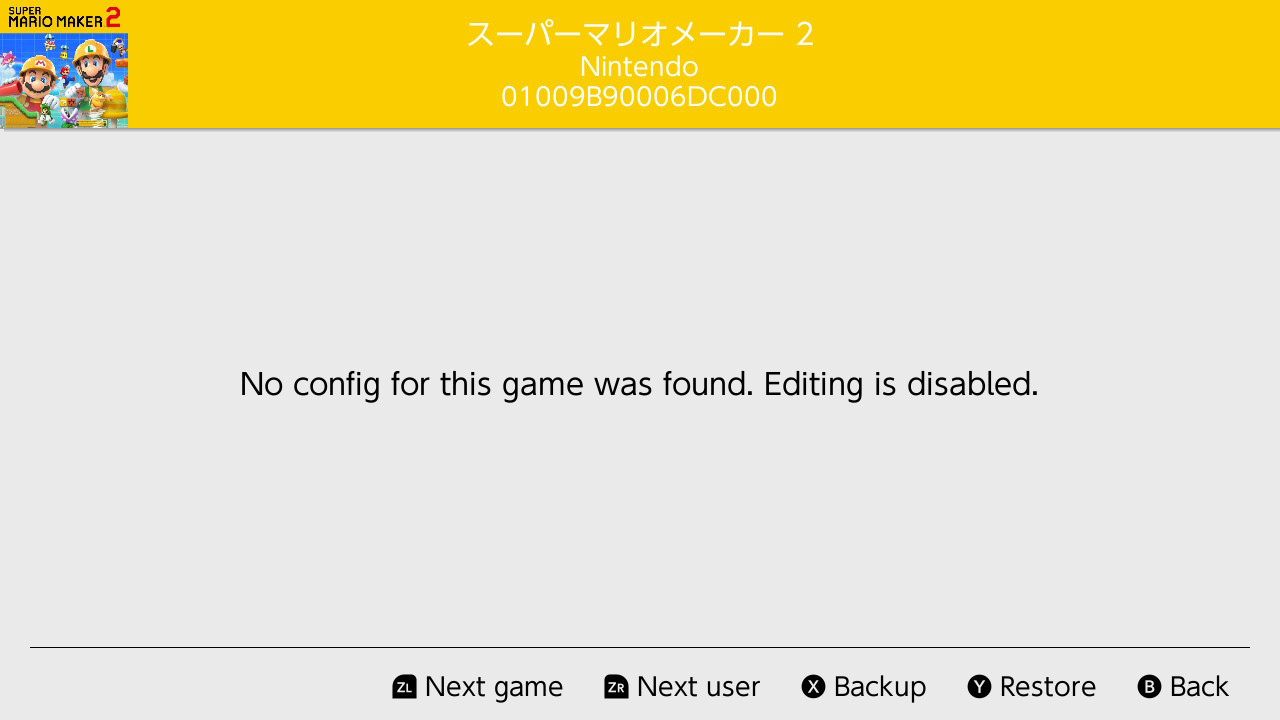 SUPER
MARIO MAKER 2
スーパーマリオメーカー 2
Nintendo
01009B90006DC000
No config for this game was found. Editing is disabled.
ZL Next game ZR Next user X Backup Y Restore B Back